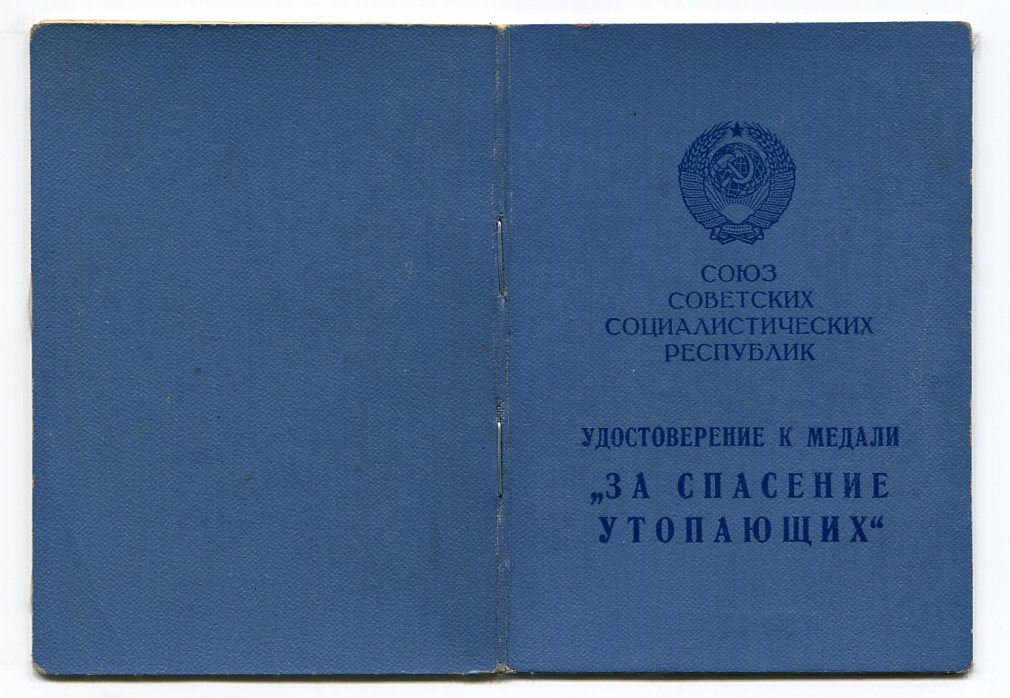 СОЮЗ
СОВЕТСКИХ
СОЦИАЛИСТИЧЕСКИХ
РЕСПУБЛИК
УДОСТОВЕРЕНИЕ К МЕДАЛИ
„ЗА СПАСЕНИЕ
УТОПАЮЩИХ“